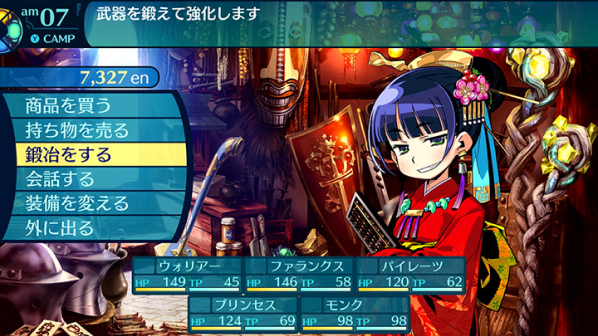 am 07
Y CAMP
武器を鍛えて強化します
7,327 en
商品を買う
持ち物を売る
鍛冶をする
会話する
装備を変える
外に出る
ウォリアー
HP 149 TP 45
ファランクス
HP 146 TP 58
パイレーツ
HP 120 TP 62
プリンセス
HP 124 TP 69
モンク
HP 98 TP 98